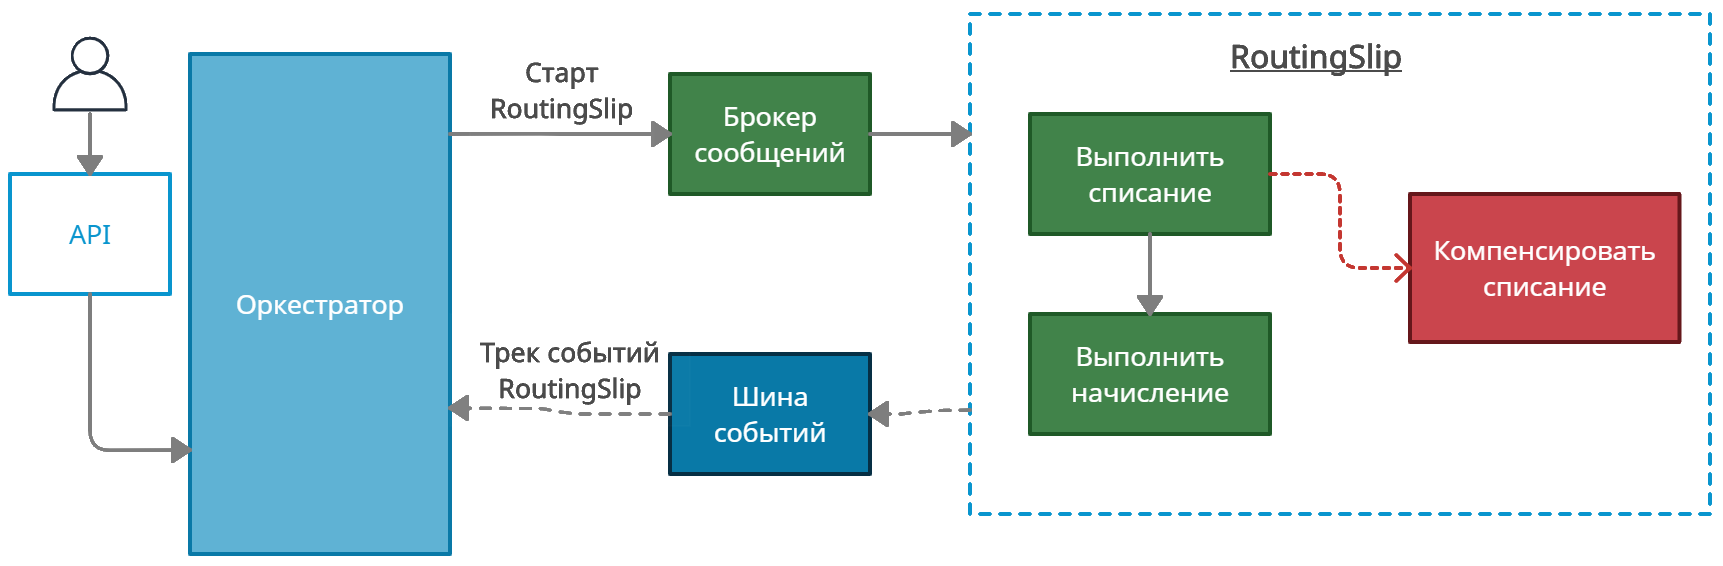 API
Оркестратор
Старт
RoutingSlip
Брокер
сообщений
Трек событий
RoutingSlip
Шина
событий
RoutingSlip
Выполнить
списание
Выполнить
начисление
Компенсировать
списание